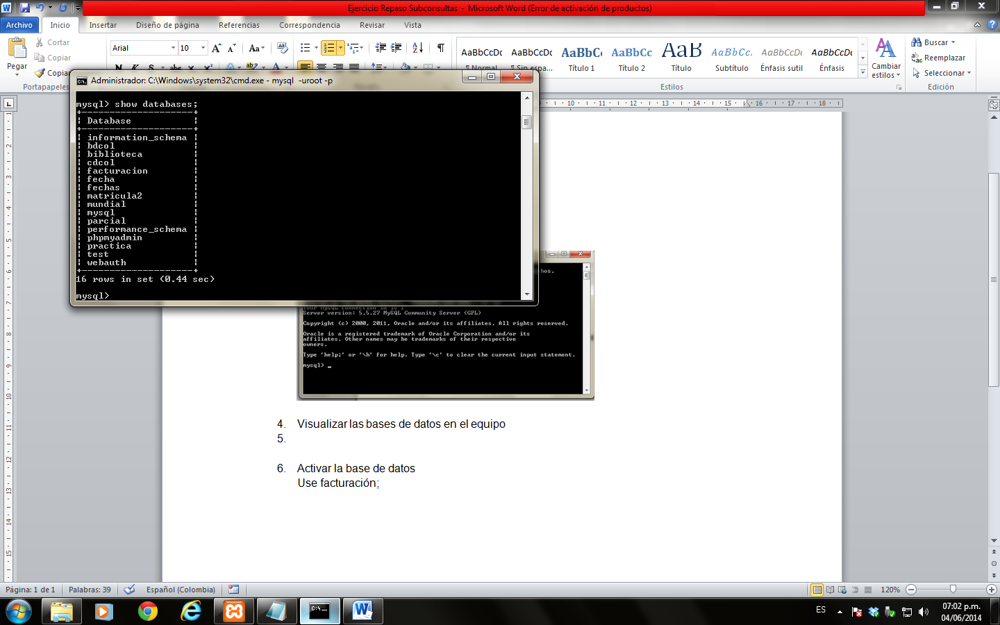 Ejercicio Repaso Subconsultas - Microsoft Word (Error de activación de productos)
Archivo Inicio Insertar Diseño de página Referencias Correspondencia Revisar Vista
Pegar
Cortar
Copiar
Copiar
Portapapeles
Arial 10
AaBbCcDc AaBbCcDc AaBbCc AaBbCc AaB AaBbCc. AaBbCcDc AaBbCcDc
¶ Normal ¶ Sin espa... Título 1 Título 2 Título Subtítulo Énfasis sutil Énfasis
Estilos
Cambiar estilos
Buscar
Reemplazar
Seleccionar
Edición
Administrador: C:\Windows\system32\cmd.exe - mysql -uroot -p
mysql> show databases;
+--------------------+
| Database           |
+--------------------+
| information_schema |
| bdcol              |
| biblioteca         |
| cdcol              |
| facturacion        |
| fecha              |
| fechas             |
| matricula2         |
| mundial            |
| mysql              |
| parcial            |
| performance_schema |
| phpmyadmin         |
| practica           |
| test               |
| webauth            |
+--------------------+
16 rows in set (0.44 sec)
mysql>
hos.
Your MySQL connection id is 1
Server version: 5.5.27 MySQL Community Server (GPL)
Copyright (c) 2000, 2011, Oracle and/or its affiliates. All rights reserved.
Oracle is a registered trademark of Oracle Corporation and/or its
affiliates. Other names may be trademarks of their respective
owners.
Type 'help;' or '\h' for help. Type '\c' to clear the current input statement.
mysql> _
4. Visualizar las bases de datos en el equipo
5.
6. Activar la base de datos
Use facturación;
Página: 1 de 1 Palabras: 39 Español (Colombia) 120%
ES
07:02 p.m.
04/06/2014